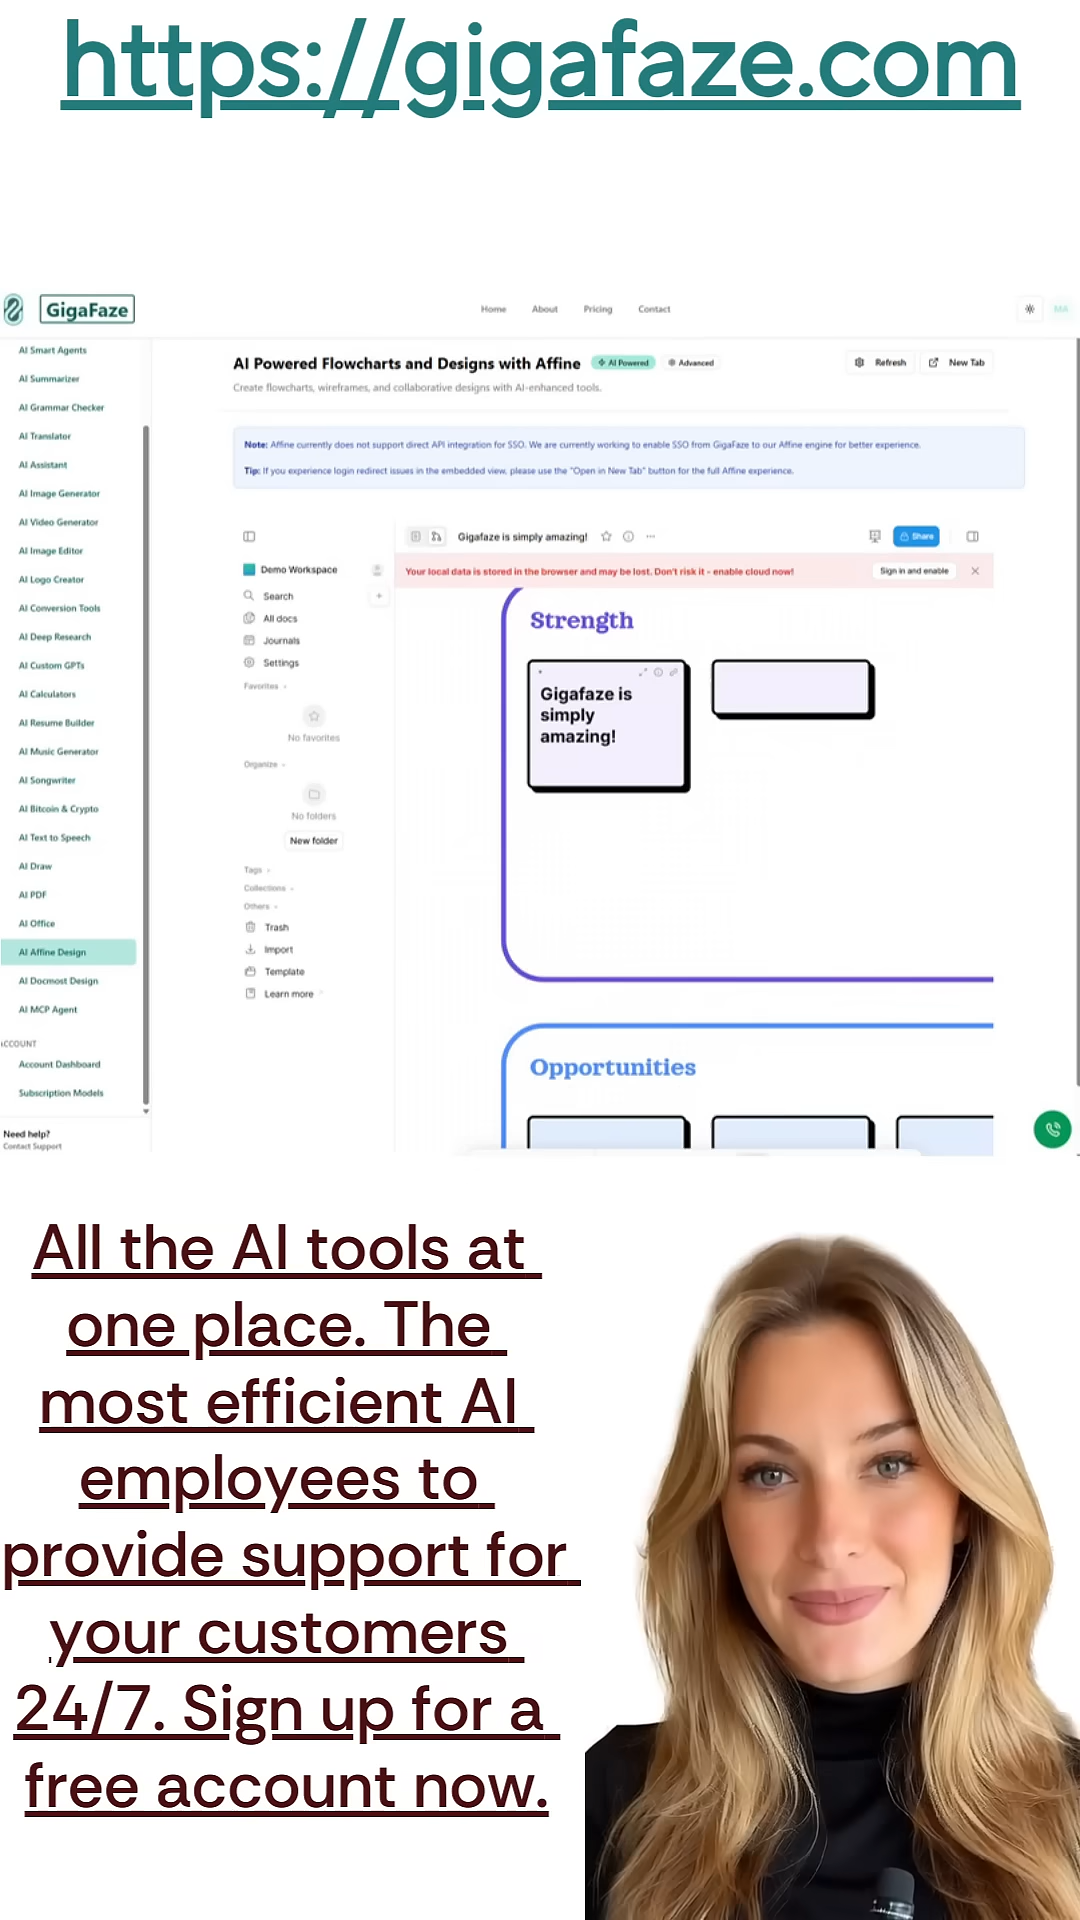 https://gigafaze.com
GigaFaze
Home About Pricing Contact
MA
AI Smart Agents
AI Summarizer
AI Grammar Checker
AI Translator
AI Assistant
AI Image Generator
AI Video Generator
AI Image Editor
AI Logo Creator
AI Conversion Tools
AI Deep Research
AI Custom GPTs
AI Calculators
AI Resume Builder
AI Music Generator
AI Songwriter
AI Bitcoin & Crypto
AI Text to Speech
AI Draw
AI PDF
AI Office
AI Affine Design
AI Docmost Design
AI MCP Agent
ACCOUNT
Account Dashboard
Subscription Models
Need help?
Contact Support
AI Powered Flowcharts and Designs with Affine AI Powered Advanced Refresh New Tab
Create flowcharts, wireframes, and collaborative designs with AI-enhanced tools.
Note: Affine currently does not support direct API integration for SSO. We are currently working to enable SSO from GigaFaze to our Affine engine for better experience.
Tip: If you experience login redirect issues in the embedded view, please use the "Open in New Tab" button for the full Affine experience.
Demo Workspace
Search
All docs
Journals
Settings
Favorites
No favorites
Organize
No folders
New folder
Tags
Collections
Others
Trash
Import
Template
Learn more
Gigafaze is simply amazing! Share
Your local data is stored in the browser and may be lost. Don't risk it - enable cloud now! Sign in and enable
Strength
Gigafaze is
simply
amazing!
Opportunities
All the AI tools at
one place. The
most efficient AI
employees to
provide support for
your customers
24/7. Sign up for a
free account now.